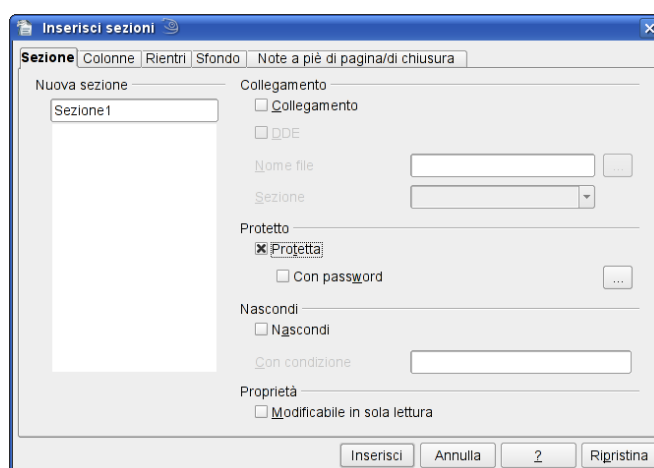 Inserisci sezioni
Sezione Colonne Rientri Sfondo Note a piè di pagina/di chiusura
Nuova sezione
Sezione1
Collegamento
Collegamento
DDE
Nome file
...
Sezione
Protetto
Protetta
Con password
...
Nascondi
Nascondi
Con condizione
Proprietà
Modificabile in sola lettura
Inserisci Annulla ? Ripristina